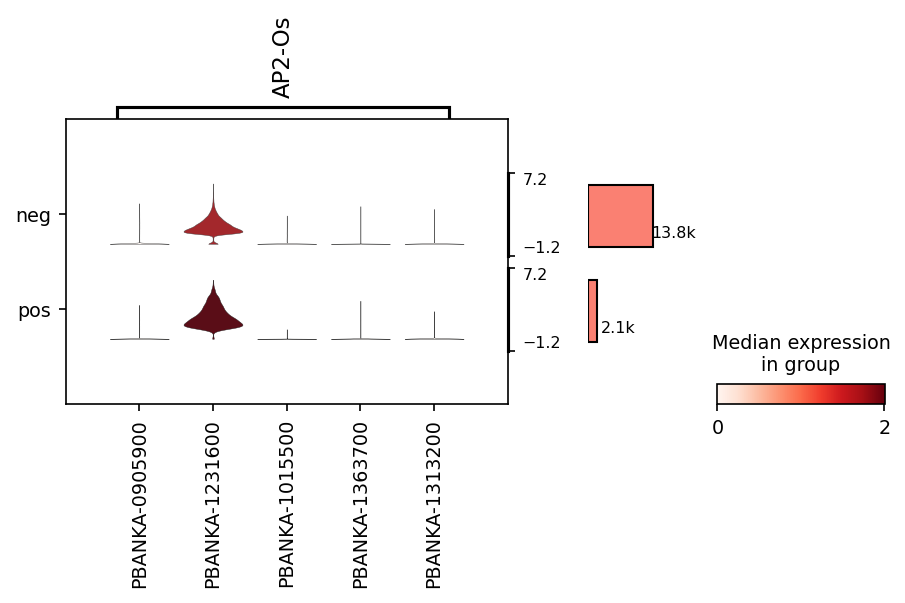 AP2-Os
neg
pos
7.2
−1.2
7.2
−1.2
13.8k
2.1k
Median expression
in group
0
2
PBANKA-0905900
PBANKA-1231600
PBANKA-1015500
PBANKA-1363700
PBANKA-1313200